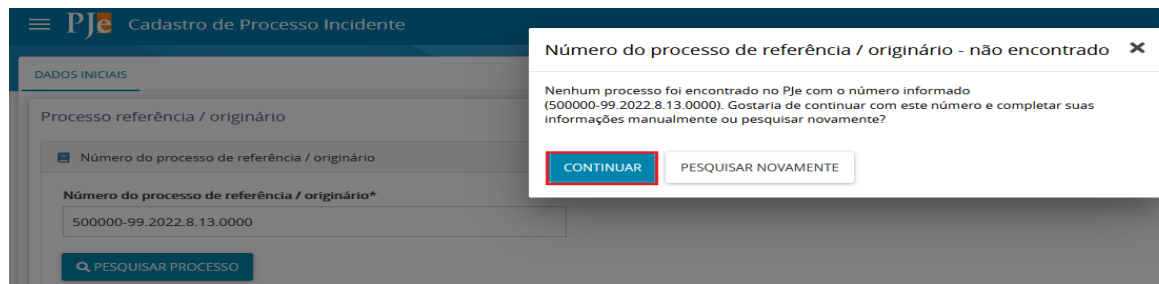 PJe Cadastro de Processo Incidente
DADOS INICIAIS
Processo referência / originário
Número do processo de referência / originário
Número do processo de referência / originário*
500000-99.2022.8.13.0000
PESQUISAR PROCESSO
Número do processo de referência / originário - não encontrado
Nenhum processo foi encontrado no PJe com o número informado
(500000-99.2022.8.13.0000). Gostaria de continuar com este número e completar suas
informações manualmente ou pesquisar novamente?
CONTINUAR PESQUISAR NOVAMENTE